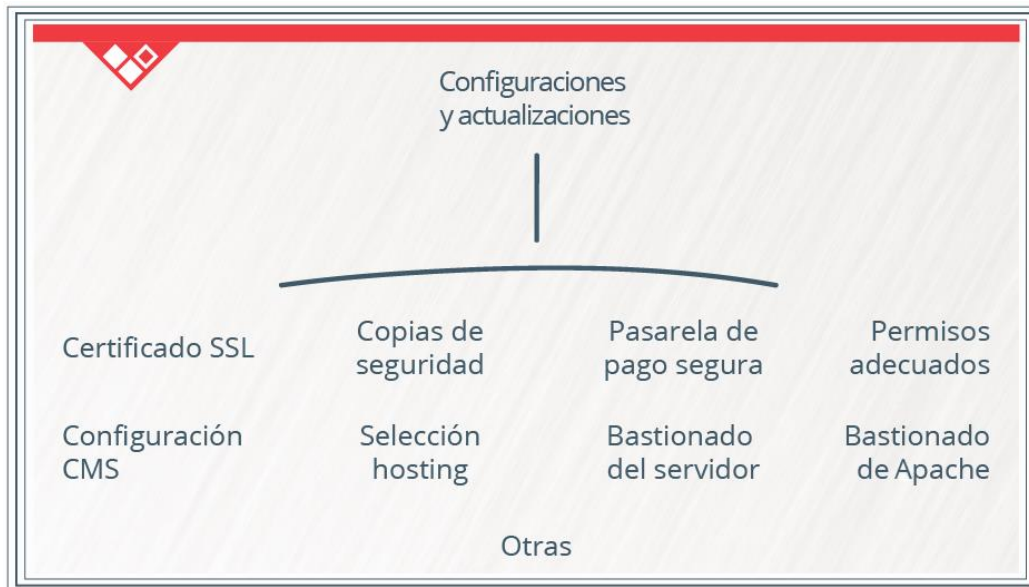 Configuraciones
y actualizaciones
Certificado SSL
Copias de
seguridad
Pasarela de
pago segura
Permisos
adecuados
Configuración
CMS
Selección
hosting
Bastionado
del servidor
Bastionado
de Apache
Otras